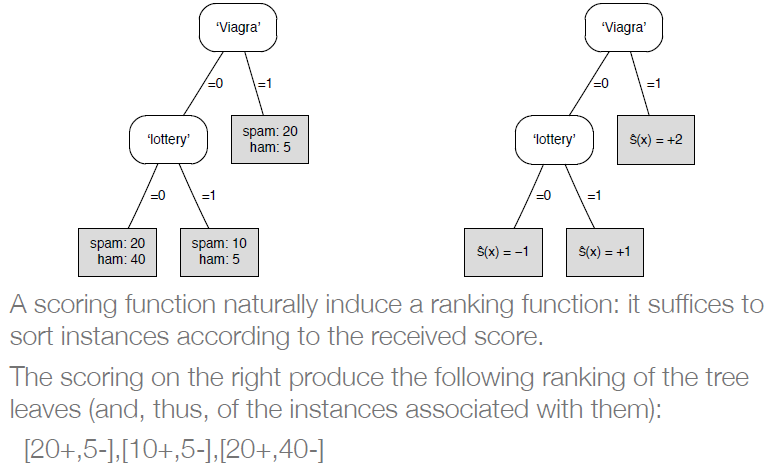 'Viagra'
=0
=1
'lottery'
spam: 20
ham: 5
=0
=1
spam: 20
ham: 40
spam: 10
ham: 5
'Viagra'
=0
=1
'lottery'
ŝ(x) = +2
=0
=1
ŝ(x) = −1
ŝ(x) = +1
A scoring function naturally induce a ranking function: it suffices to
sort instances according to the received score.
The scoring on the right produce the following ranking of the tree
leaves (and, thus, of the instances associated with them):
[20+,5-],[10+,5-],[20+,40-]